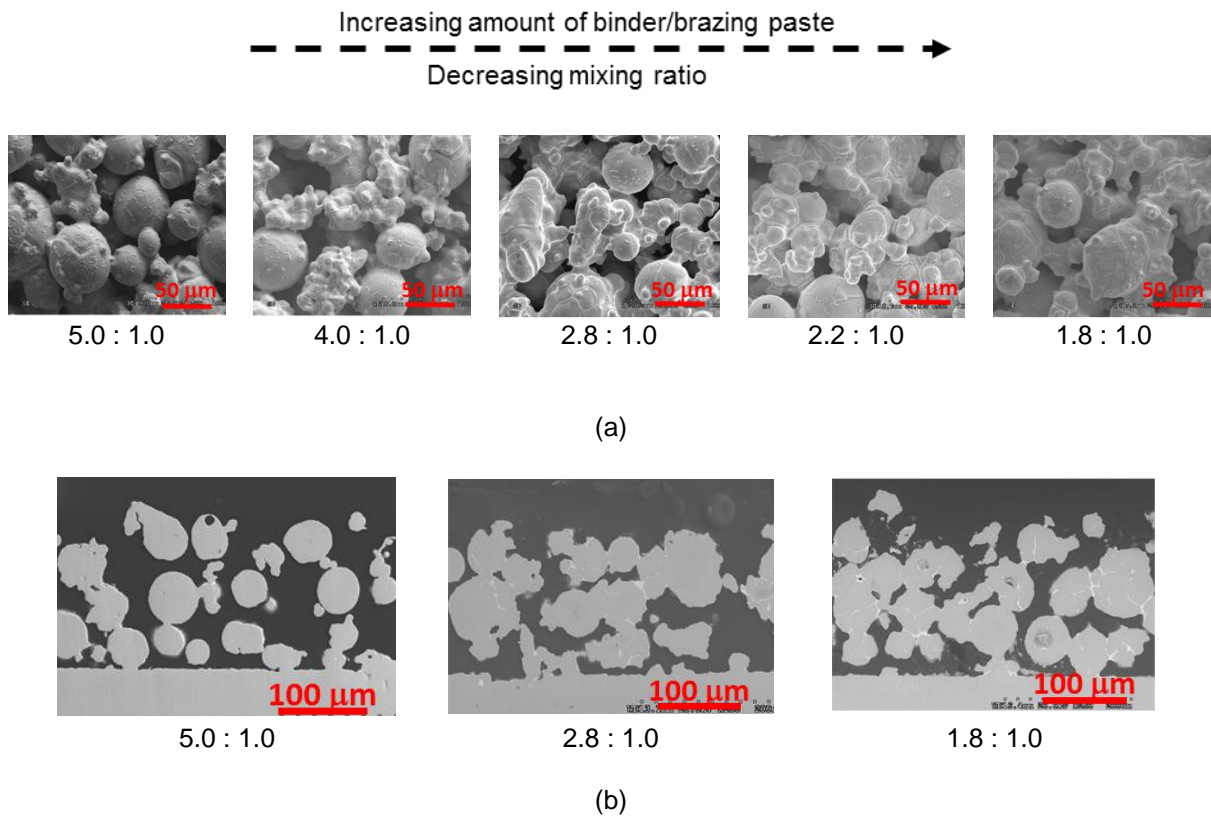 Increasing amount of binder/brazing paste
Decreasing mixing ratio
50 µm 50 µm 50 µm 50 µm 50 µm
5.0 : 1.0 4.0 : 1.0 2.8 : 1.0 2.2 : 1.0 1.8 : 1.0
(a)
100 µm 100 µm 100 µm
5.0 : 1.0 2.8 : 1.0 1.8 : 1.0
(b)